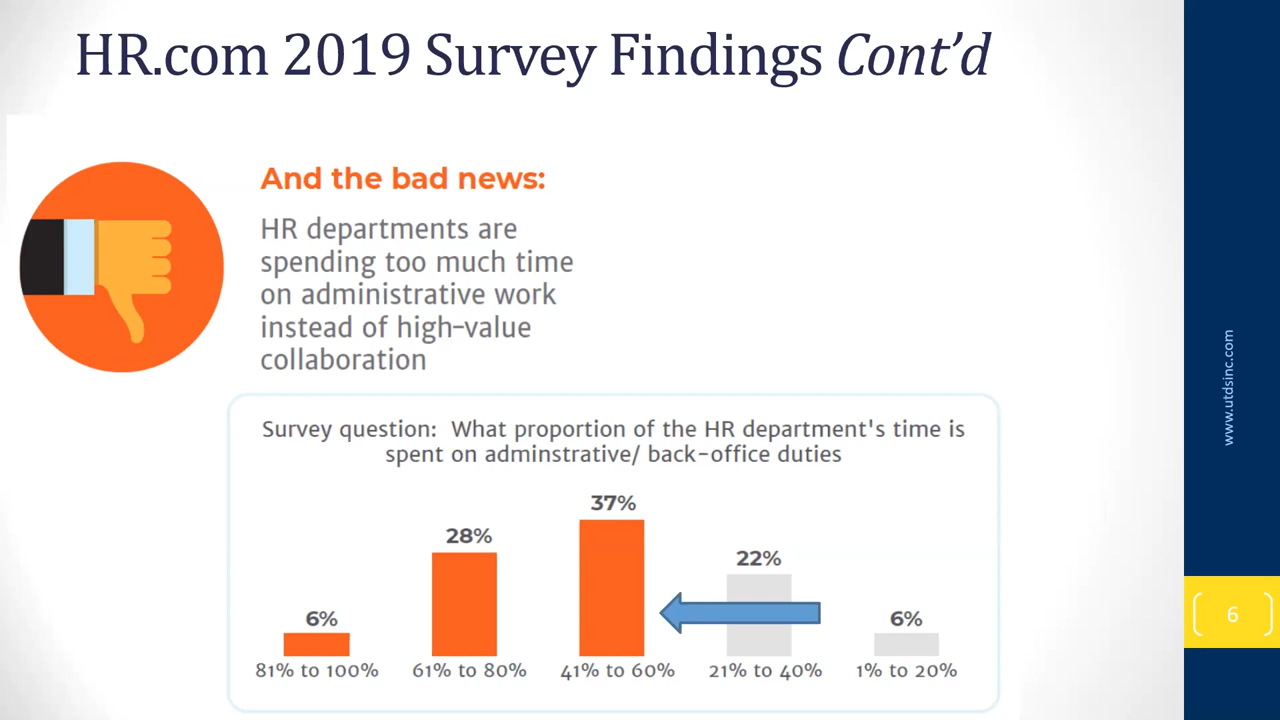 HR.com 2019 Survey Findings Cont’d
And the bad news:
HR departments are
spending too much time
on administrative work
instead of high-value
collaboration
Survey question: What proportion of the HR department's time is
spent on adminstrative/ back-office duties
6% 28% 37% 22% 6%
81% to 100% 61% to 80% 41% to 60% 21% to 40% 1% to 20%
www.utdsinc.com
6